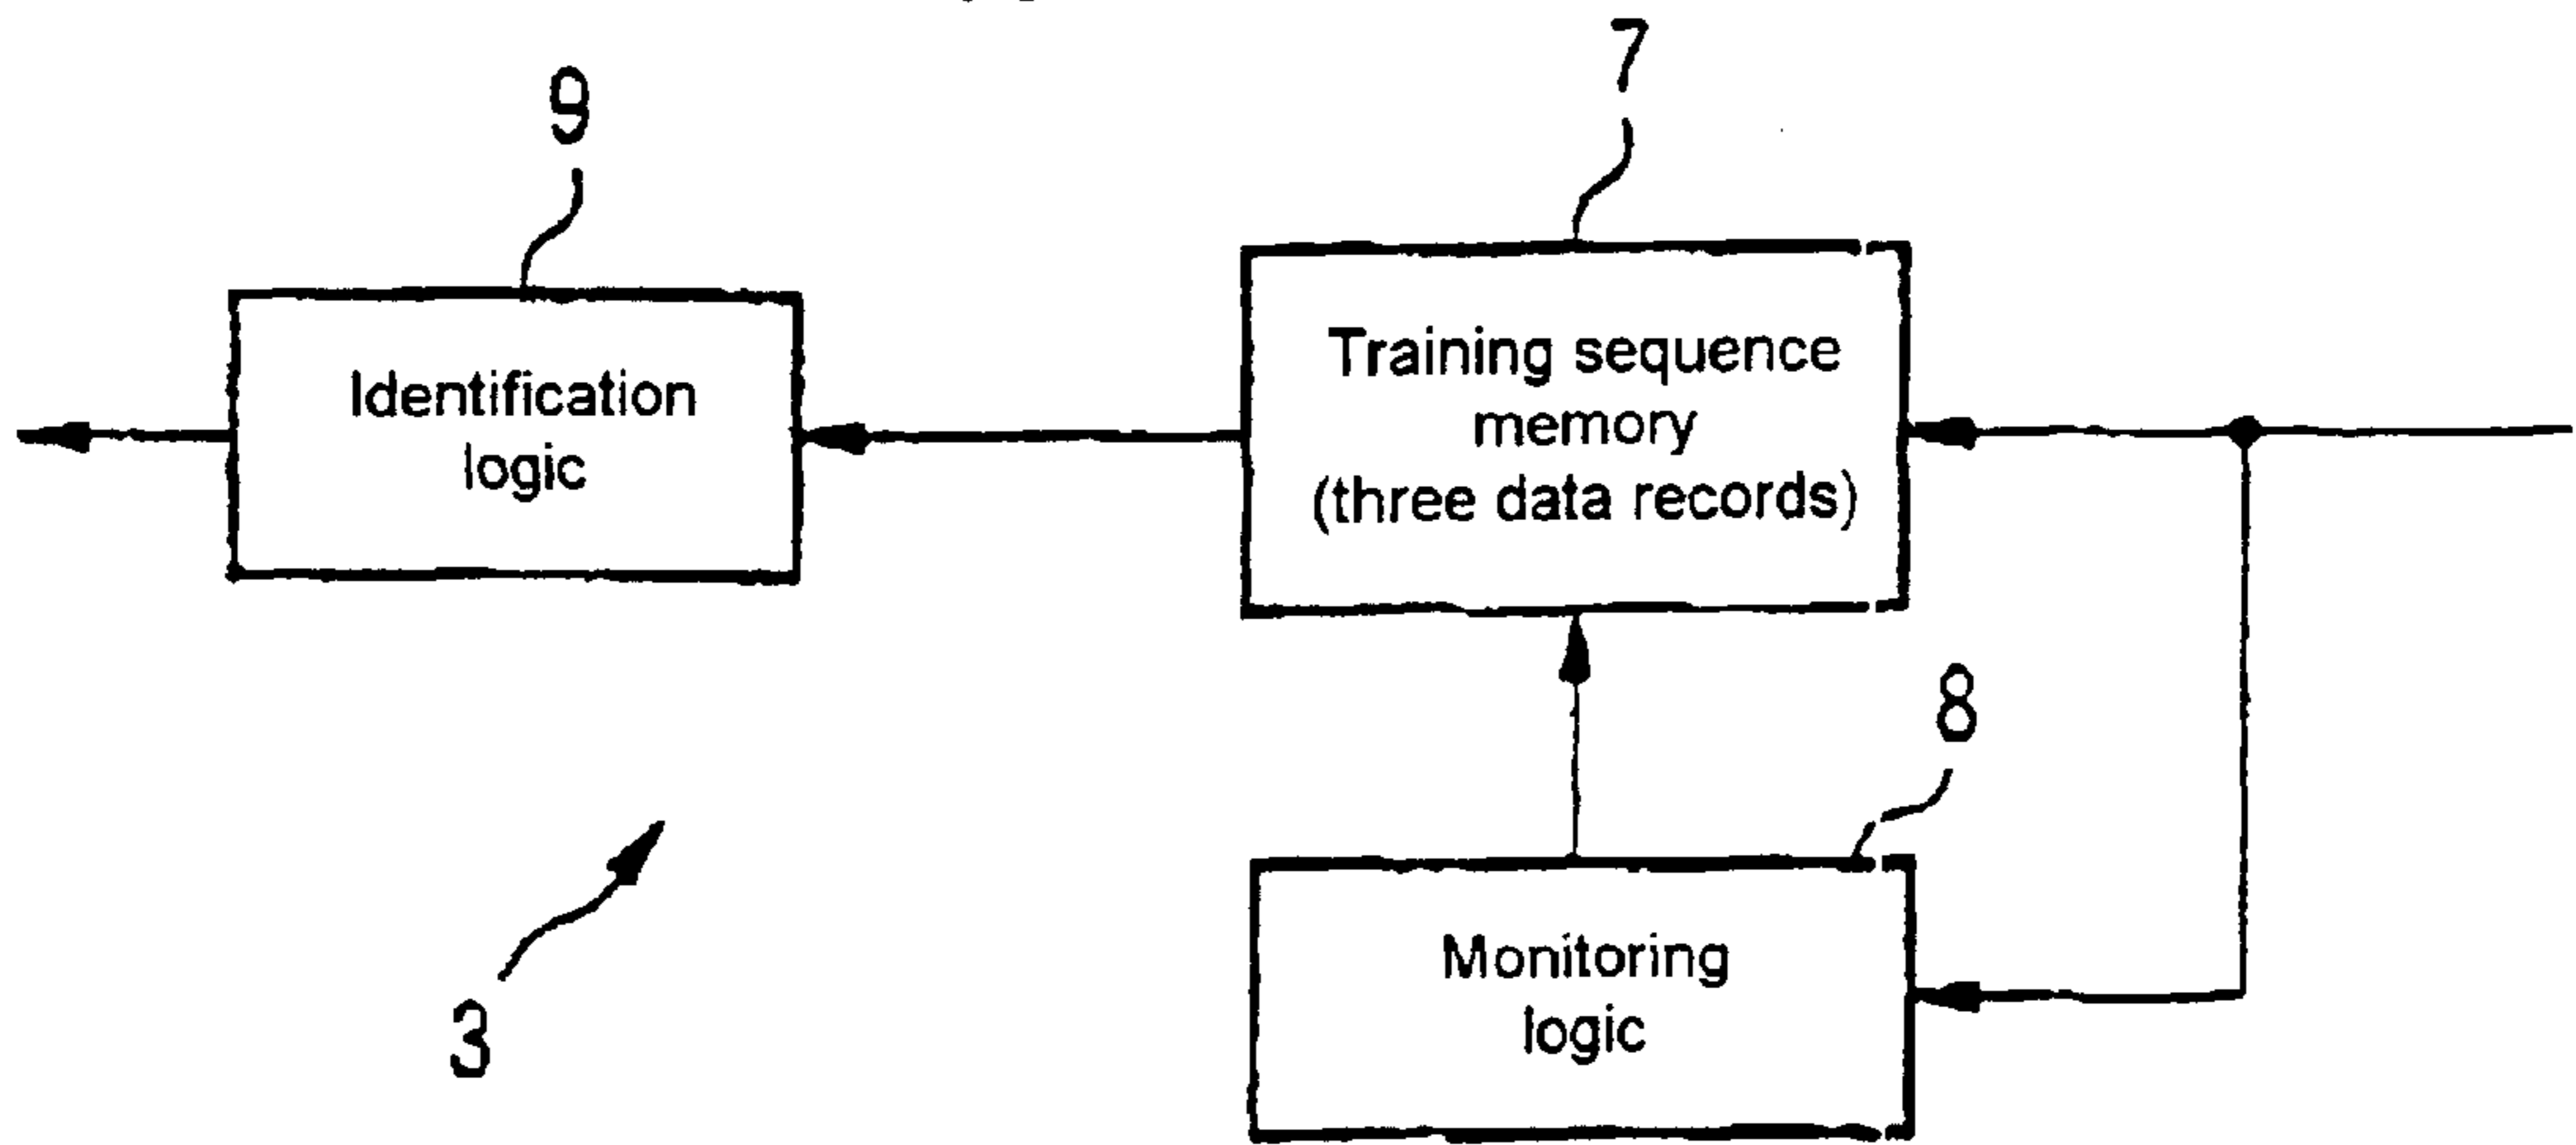 7
9
Training sequence
memory
(three data records)
Identification
logic
8
Monitoring
logic
3